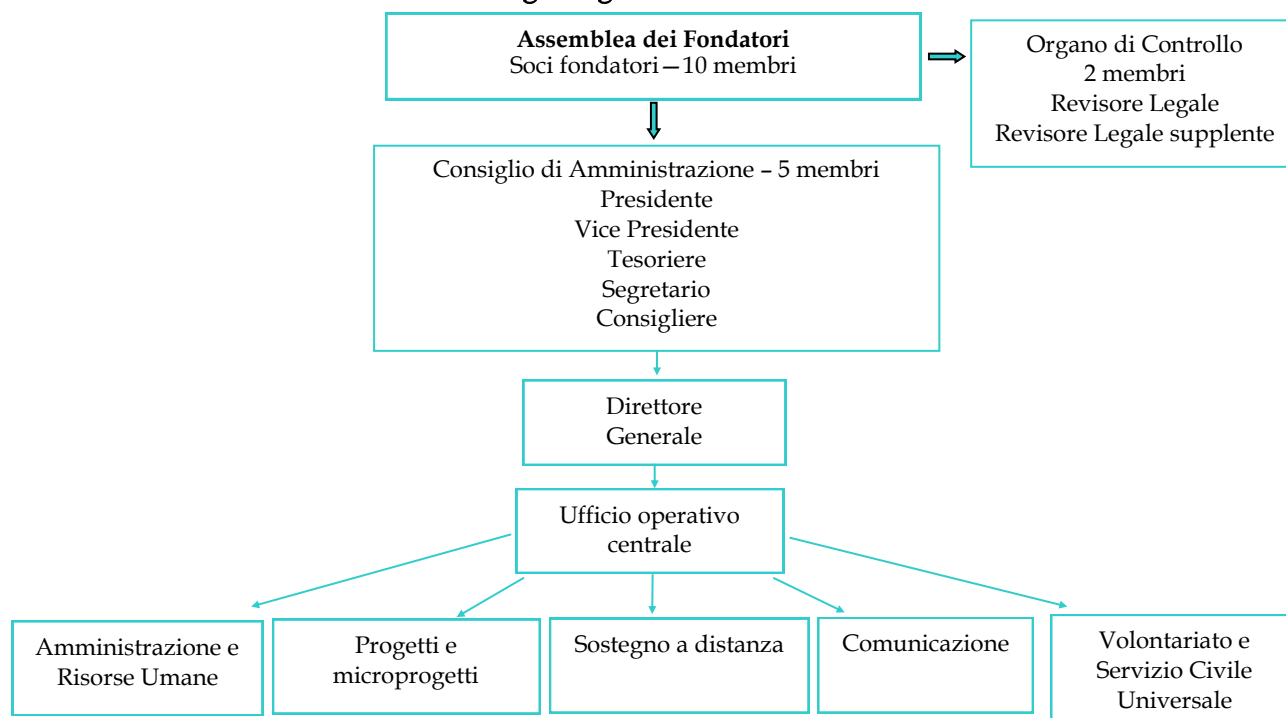 Assemblea dei Fondatori
Soci fondatori—10 membri
Organo di Controllo
2 membri
Revisore Legale
Revisore Legale supplente
Consiglio di Amministrazione – 5 membri
Presidente
Vice Presidente
Tesoriere
Segretario
Consigliere
Direttore
Generale
Ufficio operativo
centrale
Amministrazione e
Risorse Umane
Progetti e
microprogetti
Sostegno a distanza
Comunicazione
Volontariato e
Servizio Civile
Universale